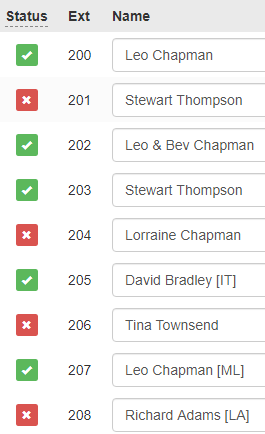 Status Ext Name
200 Leo Chapman
201 Stewart Thompson
202 Leo & Bev Chapman
203 Stewart Thompson
204 Lorraine Chapman
205 David Bradley [IT]
206 Tina Townsend
207 Leo Chapman [ML]
208 Richard Adams [LA]